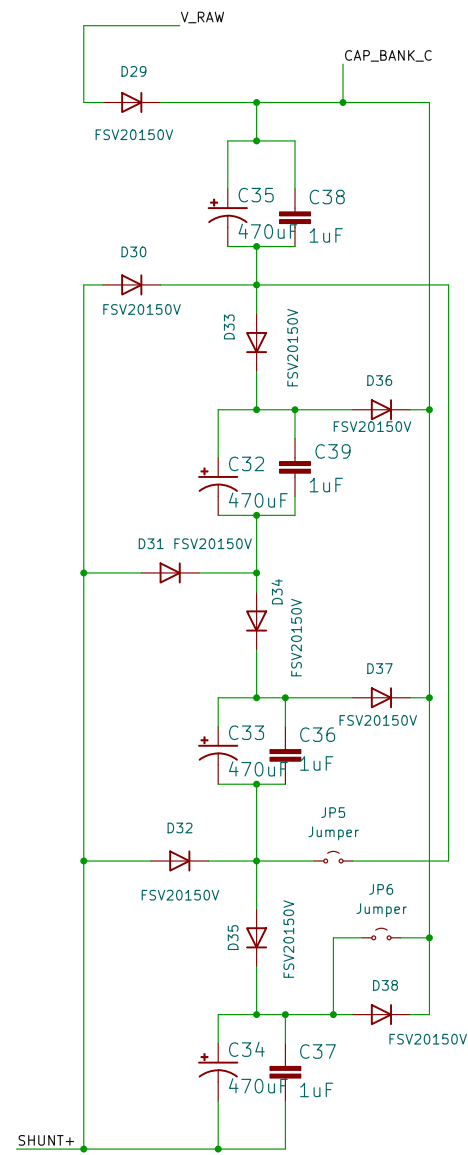 V_RAW
CAP_BANK_C
D29
FSV20150V
C35
470uF
C38
1uF
D30
FSV20150V
D33
FSV20150V
D36
FSV20150V
C32
470uF
C39
1uF
D31 FSV20150V
D34
FSV20150V
D37
FSV20150V
C33
470uF
C36
1uF
JP5
Jumper
D32
FSV20150V
JP6
Jumper
D35
FSV20150V
D38
FSV20150V
C34
470uF
C37
1uF
SHUNT+